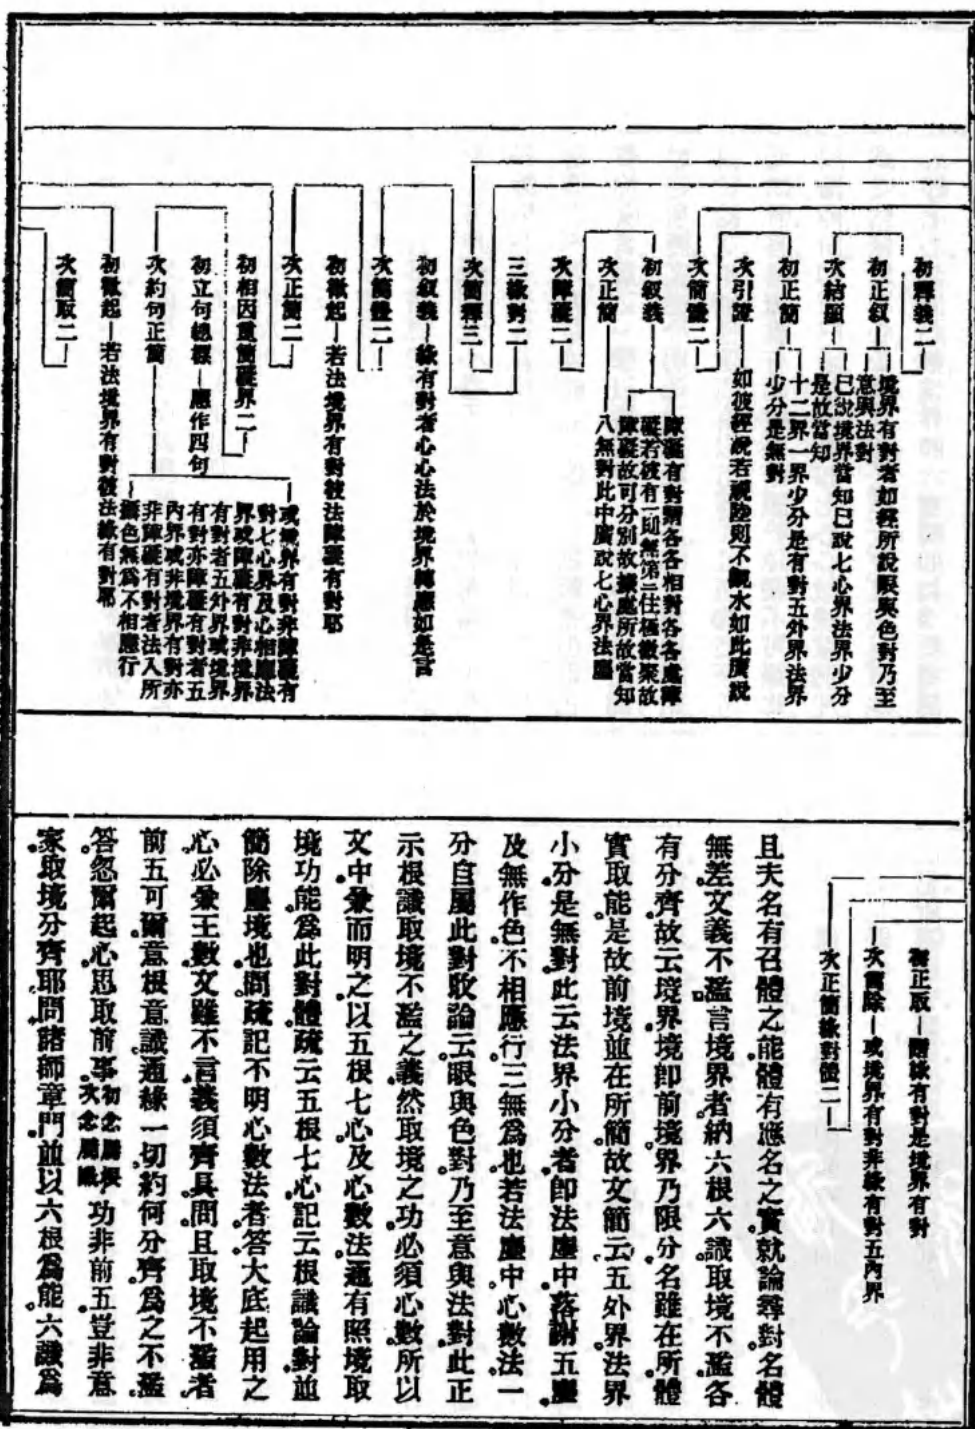 初釋義二
初正叙
境界有對者如經所說眼與色對乃至
意與法對
次結顯
已說境界當知已說七心界法界少分
是故當知
初正簡
十二界一界少分是有對五外界法界
少分是無對
次引證
如彼經說若視陸則不觀水如此廣說
次簡體二
初叙義
障礙有對謂各各相對各各處障
礙若彼有一即無第二住極微聚故
障礙故可分別故據處所故當知
次正簡
八無對此中廣說七心界法塵
次障礙二
次簡釋三
三緣對二
初叙義
緣有對者心心法於境界轉應如是言
次簡體二
初徵起
若法境界有對彼法障礙有對耶
次正簡二
初相因重簡礙界二
初立句總標
應作四句
次約句正簡
或境界有對非障礙有
對七心界及心相應法
界或障礙有對非境界
有對者五外界或境界
有對亦障礙有對者五
內界或非境界有對亦
非障礙有對者法入所
攝色無爲不相應行
初徵起
若法境界有對彼法緣有對耶
次簡取二
初正取
謂緣有對是境界有對
次簡除
或境界有對非緣有對五內界
次正簡緣對體二
且夫名有召體之能體有應名之實就論尋對名體
無差文義不濫言境界者納六根六識取境不濫各
有分齊故云境界境即前境界乃限分名雖在所體
實取能是故前境並在所簡故文簡云五外界法界
小分是無對此云法界小分者即法塵中落謝五塵
及無作色不相應行三無爲也若法塵中心數法一
分自屬此對故論云眼與色對乃至意與法對此正
示根識取境不濫之義然取境之功必須心數所以
文中兼而明之以五根七心及心數法通有照境取
境功能爲此對體疏云五根七心記云根識論對並
簡除塵境也問疏記不明心數法者答大底起用之
心必兼王數文雖不言義須齊具問且取境不濫者
前五可爾意根意識通緣一切約何分齊爲之不濫
答忽爾起心思取前事初念屬根次念屬識功非前五豈非意
家取境分齊耶問諸師章門並以六根爲能六識爲